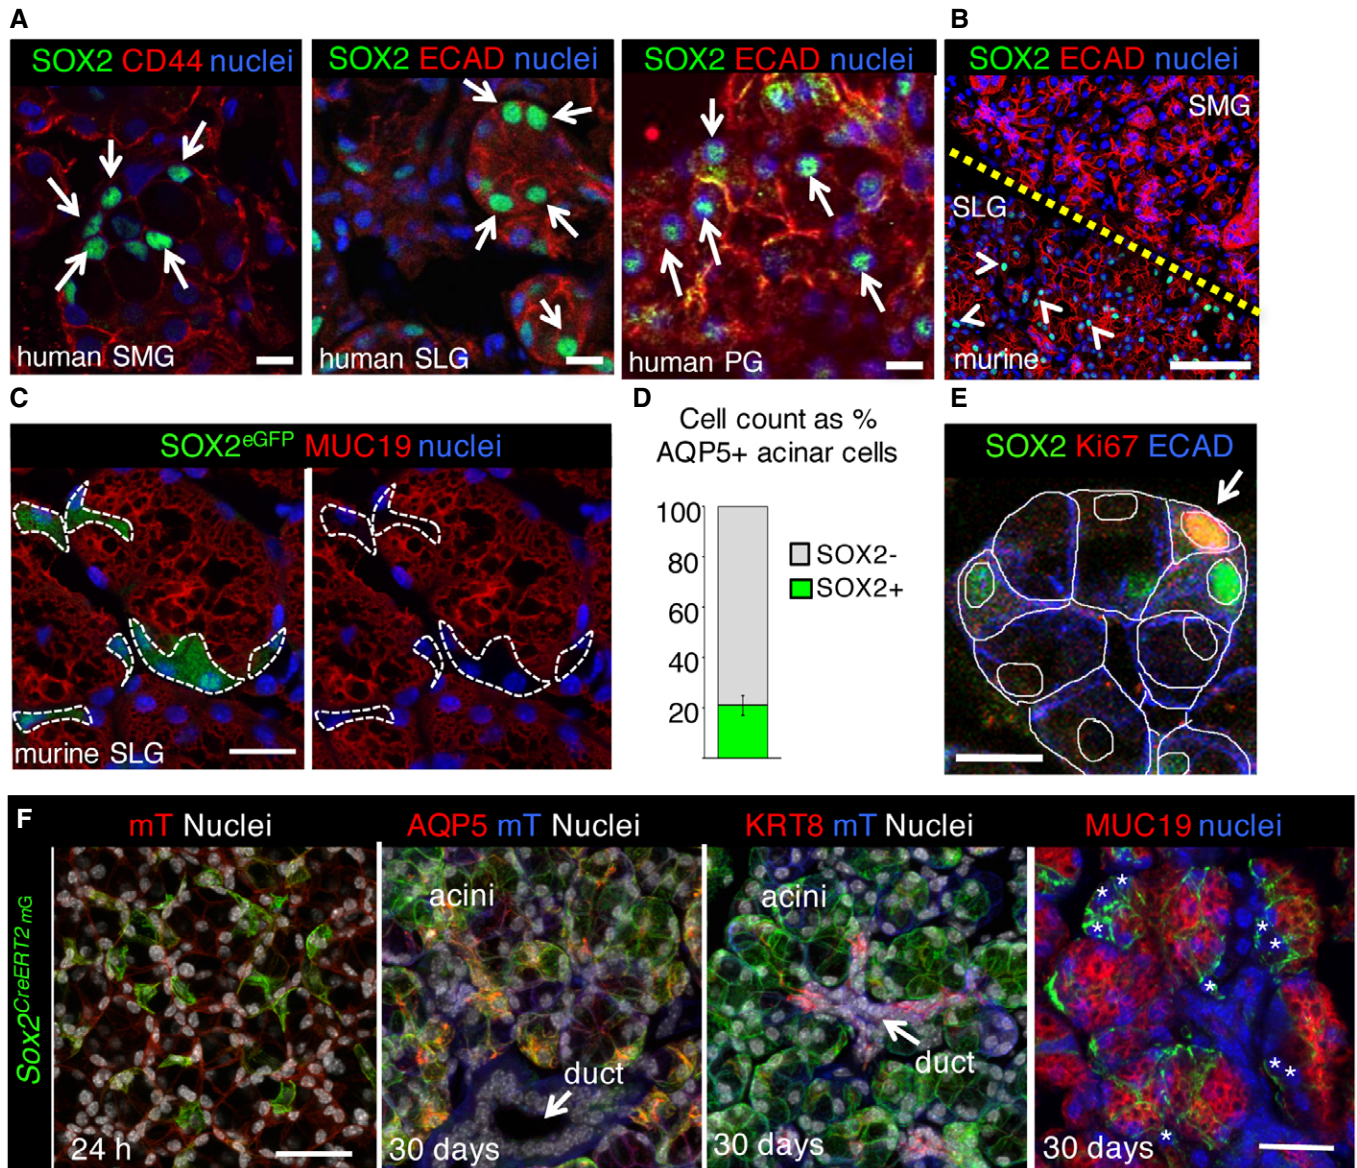 A
SOX2 CD44 nuclei
human SMG
SOX2 ECAD nuclei
human SLG
SOX2 ECAD nuclei
human PG
B
SOX2 ECAD nuclei
SMG
SLG
murine
C
SOX2eGFP MUC19 nuclei
murine SLG
D
Cell count as %
AQP5+ acinar cells
100
80
60
40
20
SOX2-
SOX2+
E
SOX2 Ki67 ECAD
F
Sox2CreERT2 mG
mT Nuclei
24 h
AQP5 mT Nuclei
acini
duct
30 days
KRT8 mT Nuclei
acini
duct
30 days
MUC19 nuclei
* *
*
*
*
*
* *
*
30 days